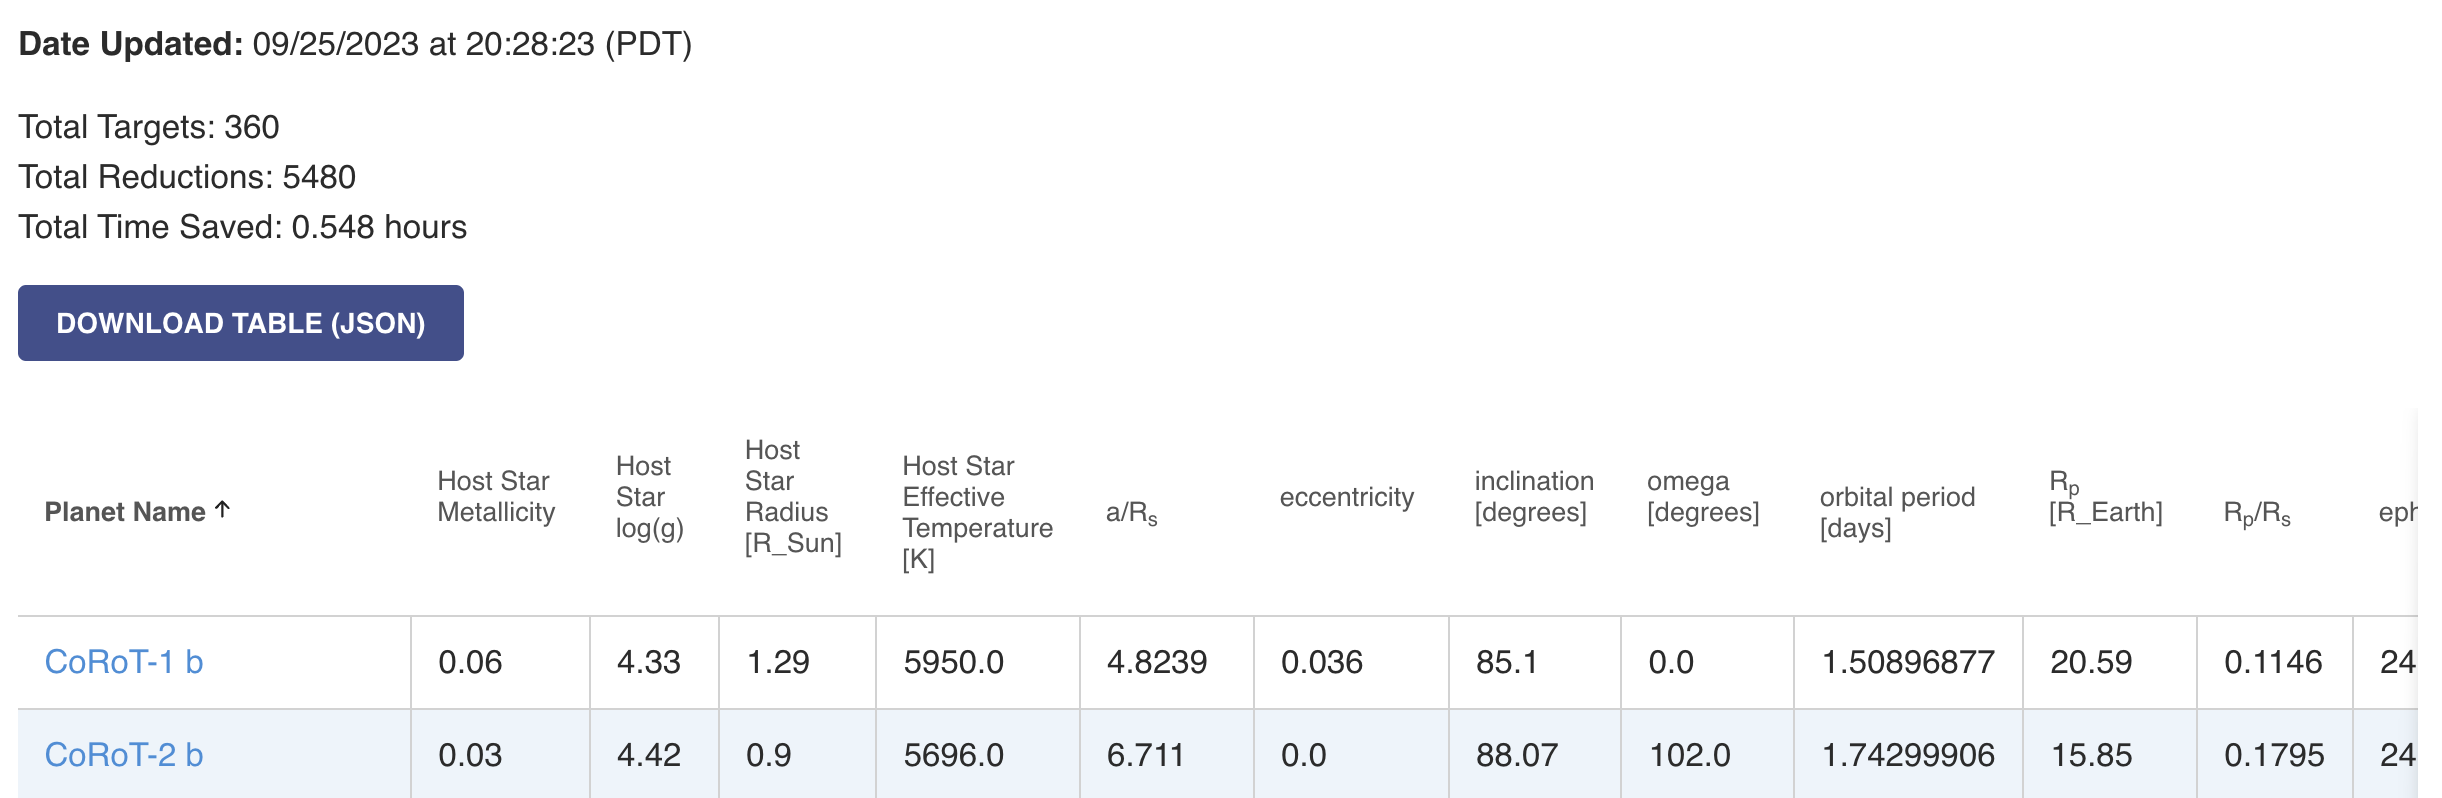 Date Updated: 09/25/2023 at 20:28:23 (PDT)
Total Targets: 360
Total Reductions: 5480
Total Time Saved: 0.548 hours
DOWNLOAD TABLE (JSON)
Planet Name ↑ Host Star Metallicity Host Star log(g) Host Star Radius [R_Sun] Host Star Effective Temperature [K] a/Rs eccentricity inclination [degrees] omega [degrees] orbital period [days] Rp [R_Earth] Rp/Rs
CoRoT-1 b 0.06 4.33 1.29 5950.0 4.8239 0.036 85.1 0.0 1.50896877 20.59 0.1146 24
CoRoT-2 b 0.03 4.42 0.9 5696.0 6.711 0.0 88.07 102.0 1.74299906 15.85 0.1795 24